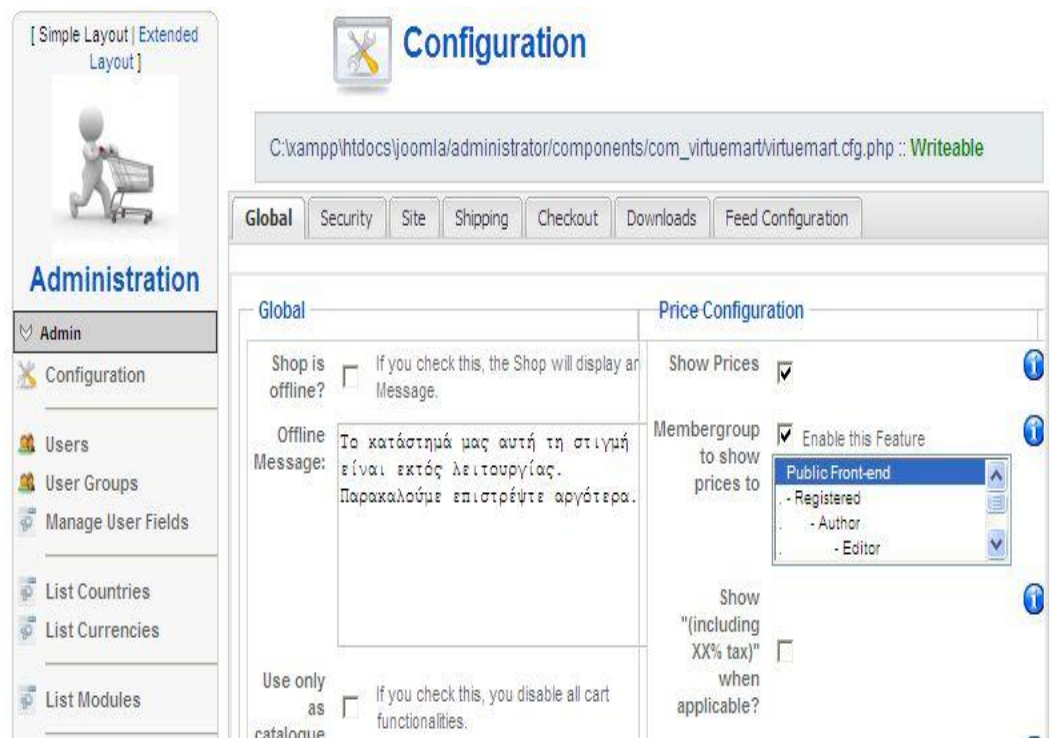 [ Simple Layout | Extended
Layout ]
Administration
Admin
Configuration
Users
User Groups
Manage User Fields
List Countries
List Currencies
List Modules
Configuration
C:\xampp\htdocs\joomla/administrator/components/com_virtuemart/virtuemart.cfg.php :: Writeable
Global
Security
Site
Shipping
Checkout
Downloads
Feed Configuration
Global
Shop is
offline?
If you check this, the Shop will display an
Message.
Offline
Message:
Το κατάστημά μας αυτή τη στιγμή
είναι εκτός λειτουργίας.
Παρακαλούμε επιστρέψτε αργότερα.
Use only
as
catalogue
If you check this, you disable all cart
functionalities.
Price Configuration
Show Prices
Membergroup
to show
prices to
Enable this Feature
Public Front-end
. - Registered
. - Author
. - Editor
Show
"(including
XX% tax)"
when
applicable?